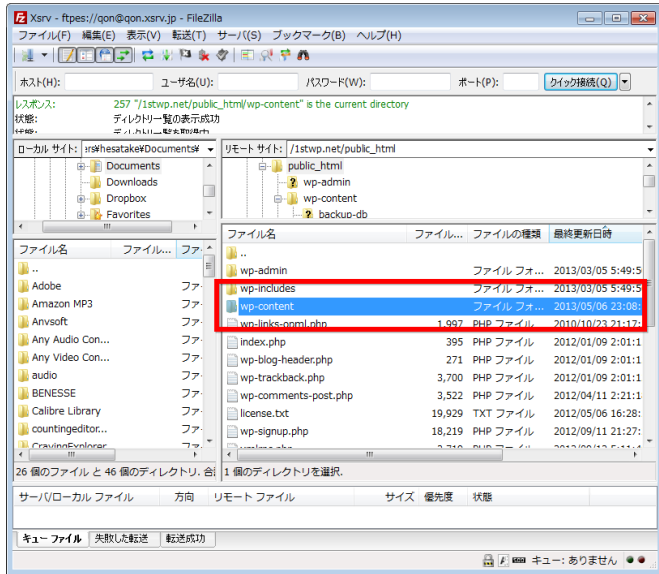 Xsrv - ftpes://qon@qon.xsrv.jp - FileZilla
ファイル(F) 編集(E) 表示(V) 転送(T) サーバ(S) ブックマーク(B) ヘルプ(H)
ホスト(H): ユーザ名(U): パスワード(W): ポート(P): クイック接続(Q)
レスポンス: 257 "/1stwp.net/public_html/wp-content" is the current directory
状態: ディレクトリ一覧の表示成功
状態: ディレクトリ一覧を取得中
ローカル サイト: ers¥hesatake¥Documents¥
Documents
Downloads
Dropbox
Favorites
リモート サイト: /1stwp.net/public_html
public_html
wp-admin
wp-content
backup-db
ファイル名 ファイル... ファ
..
Adobe ファ
Amazon MP3 ファ
Anvsoft ファ
Any Audio Con... ファ
Any Video Con... ファ
audio ファ
BENESSE ファ
Calibre Library ファ
countingeditor... ファ
CravingExplorer ファ
26 個のファイル と 46 個のディレクトリ. 合
ファイル名 ファイル... ファイルの種類 最終更新日時
..
wp-admin ファイル フォ... 2013/03/05 5:49:5
wp-includes ファイル フォ... 2013/03/05 5:49:5
wp-content ファイル フォ... 2013/05/06 23:08:
wp-links-opml.php 1,997 PHP ファイル 2010/10/23 21:17:
index.php 395 PHP ファイル 2012/01/09 2:01:1
wp-blog-header.php 271 PHP ファイル 2012/01/09 2:01:1
wp-trackback.php 3,700 PHP ファイル 2012/01/09 2:01:1
wp-comments-post.php 3,522 PHP ファイル 2012/04/11 2:21:1
license.txt 19,929 TXT ファイル 2012/05/06 16:28:
wp-signup.php 18,219 PHP ファイル 2012/09/11 21:27:
1 個のディレクトリを選択.
サーバ/ローカル ファイル 方向 リモート ファイル サイズ 優先度 状態
キュー ファイル 失敗した転送 転送成功
キュー: ありません